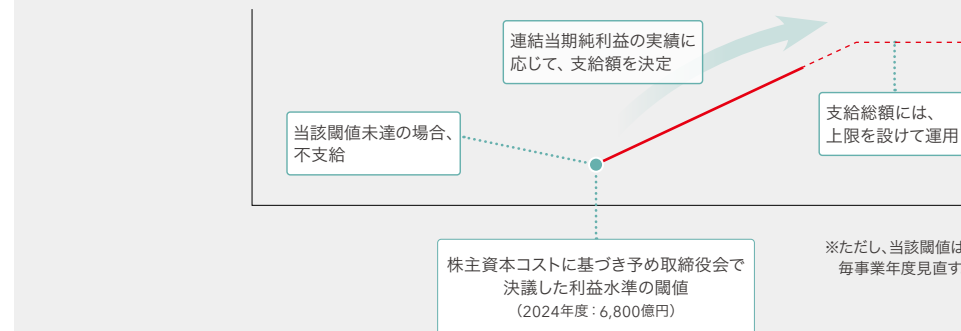 連結当期純利益の実績に
応じて、支給額を決定
当該閾値未達の場合、
不支給
支給総額には、
上限を設けて運用
株主資本コストに基づき予め取締役会で
決議した利益水準の閾値
（2024年度：6,800億円）
※ただし、当該閾値は
毎事業年度見直す